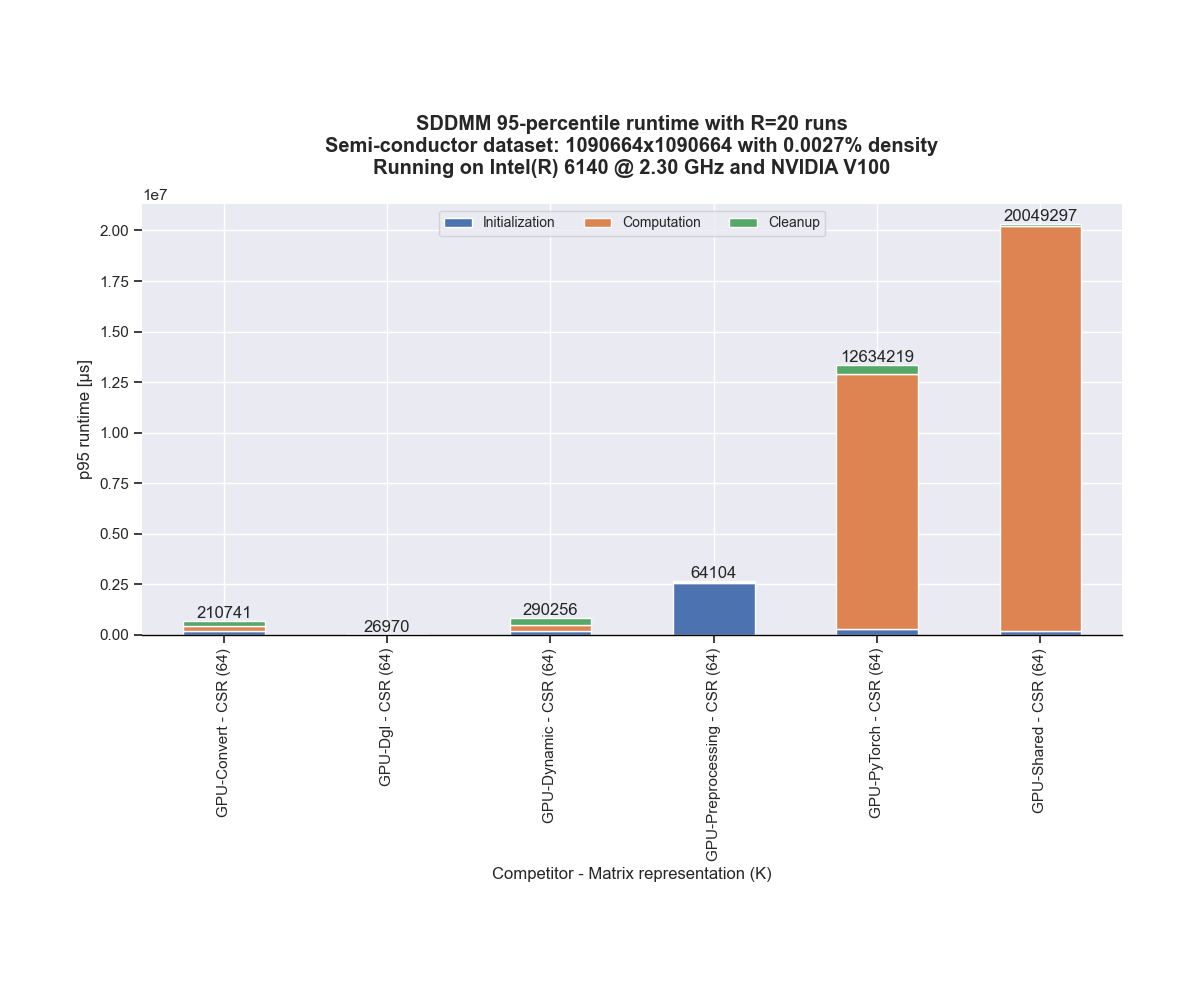 SDDMM 95-percentile runtime with R=20 runs
Semi-conductor dataset: 1090664x1090664 with 0.0027% density
Running on Intel(R) 6140 @ 2.30 GHz and NVIDIA V100
1e7
Initialization Computation Cleanup
20049297
2.00
1.75
1.50
12634219
1.25
1.00
0.75
0.50
0.25
0.00
p95 runtime [µs]
210741
26970
290256
64104
GPU-Convert - CSR (64)
GPU-Dgl - CSR (64)
GPU-Dynamic - CSR (64)
GPU-Preprocessing - CSR (64)
GPU-PyTorch - CSR (64)
GPU-Shared - CSR (64)
Competitor - Matrix representation (K)